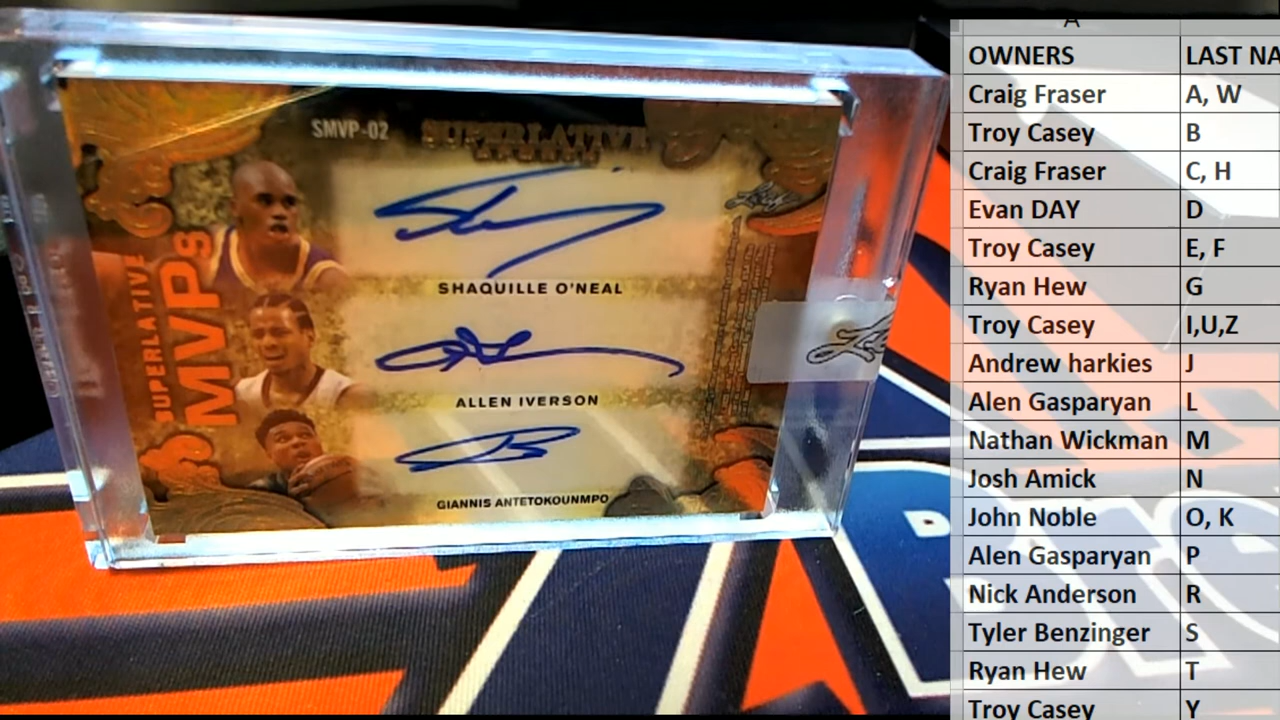 SMVP-02
SUPERLATIVE
SUPERLATIVE
MVPs
SHAQUILLE O'NEAL
ALLEN IVERSON
GIANNIS ANTETOKOUNMPO
Leaf
A
OWNERS LAST NA
Craig Fraser A, W
Troy Casey B
Craig Fraser C, H
Evan DAY D
Troy Casey E, F
Ryan Hew G
Troy Casey I,U,Z
Andrew harkies J
Alen Gasparyan L
Nathan Wickman M
Josh Amick N
John Noble O, K
Alen Gasparyan P
Nick Anderson R
Tyler Benzinger S
Ryan Hew T
Troy Casey Y